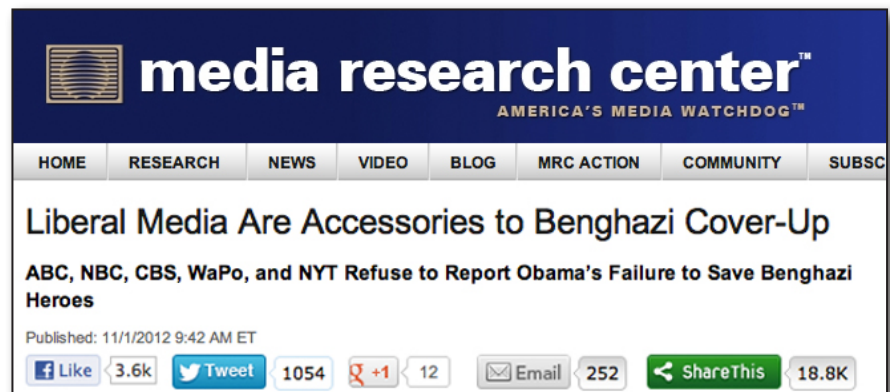 media research center™
AMERICA'S MEDIA WATCHDOG™
HOME RESEARCH NEWS VIDEO BLOG MRC ACTION COMMUNITY SUBSC
Liberal Media Are Accessories to Benghazi Cover-Up
ABC, NBC, CBS, WaPo, and NYT Refuse to Report Obama's Failure to Save Benghazi
Heroes
Published: 11/1/2012 9:42 AM ET
Like 3.6k Tweet 1054 +1 12 Email 252 ShareThis 18.8K